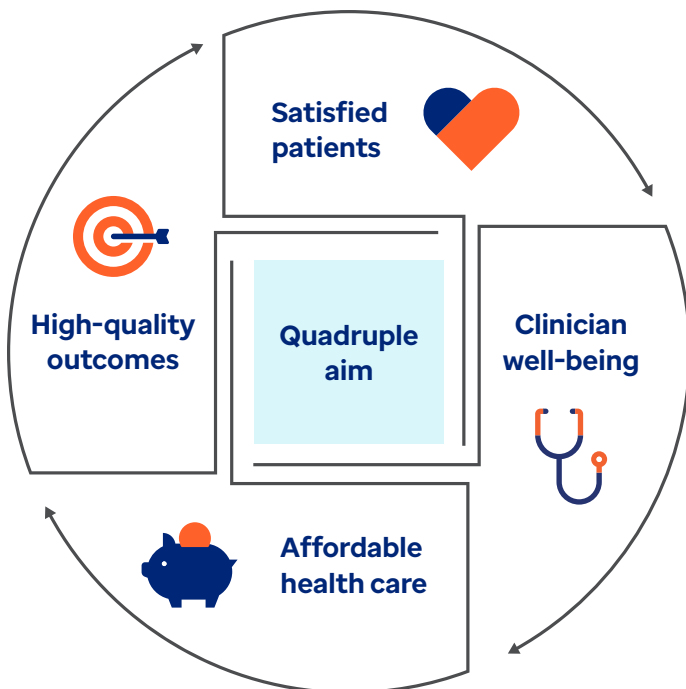 Satisfied
patients
High-quality
outcomes
Quadruple
aim
Clinician
well-being
Affordable
health care